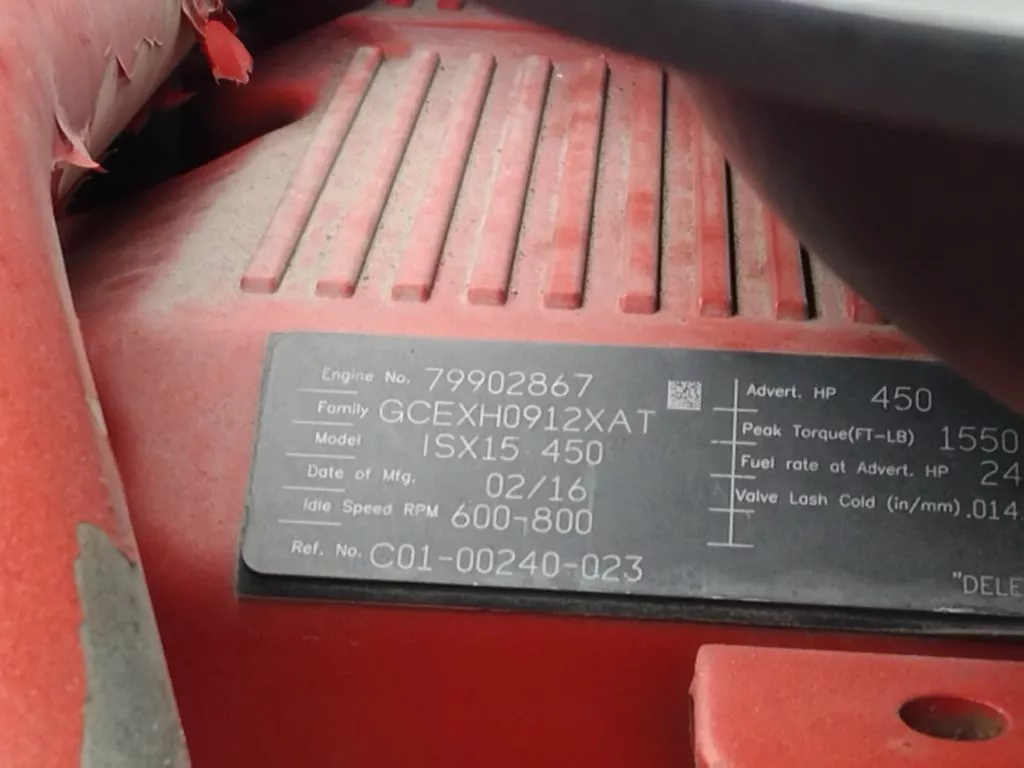 Engine No. 79902867
Family GCEXH0912XAT
Model ISX15 450
Date of Mfg. 02/16
Idle Speed RPM 600-800
Ref. No. C01-00240-023
Advert. HP 450
Peak Torque(FT-LB) 1550
Fuel rate at Advert. HP 24
Valve Lash Cold (in/mm) .014
"DELE